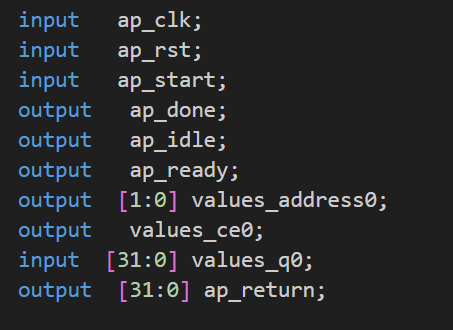 input   ap_clk;
input   ap_rst;
input   ap_start;
output   ap_done;
output   ap_idle;
output   ap_ready;
output  [1:0] values_address0;
output   values_ce0;
input  [31:0] values_q0;
output  [31:0] ap_return;